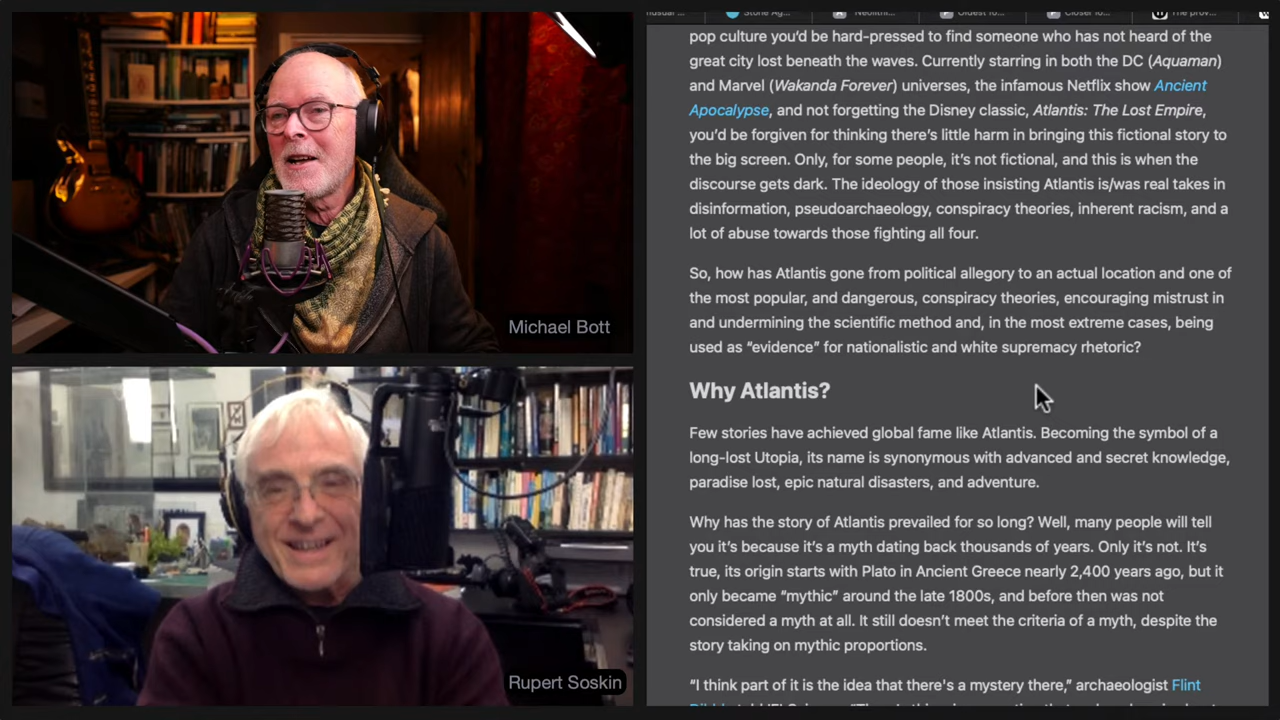 Michael Bott
Rupert Soskin
Stone Ag...
Neolithi...
Oldest fo...
Closer fo...
The prov...
pop culture you'd be hard-pressed to find someone who has not heard of the
great city lost beneath the waves. Currently starring in both the DC (Aquaman)
and Marvel (Wakanda Forever) universes, the infamous Netflix show Ancient
Apocalypse, and not forgetting the Disney classic, Atlantis: The Lost Empire,
you'd be forgiven for thinking there's little harm in bringing this fictional story to
the big screen. Only, for some people, it's not fictional, and this is when the
discourse gets dark. The ideology of those insisting Atlantis is/was real takes in
disinformation, pseudoarchaeology, conspiracy theories, inherent racism, and a
lot of abuse towards those fighting all four.
So, how has Atlantis gone from political allegory to an actual location and one of
the most popular, and dangerous, conspiracy theories, encouraging mistrust in
and undermining the scientific method and, in the most extreme cases, being
used as “evidence” for nationalistic and white supremacy rhetoric?
Why Atlantis?
Few stories have achieved global fame like Atlantis. Becoming the symbol of a
long-lost Utopia, its name is synonymous with advanced and secret knowledge,
paradise lost, epic natural disasters, and adventure.
Why has the story of Atlantis prevailed for so long? Well, many people will tell
you it's because it's a myth dating back thousands of years. Only it's not. It's
true, its origin starts with Plato in Ancient Greece nearly 2,400 years ago, but it
only became “mythic” around the late 1800s, and before then was not
considered a myth at all. It still doesn't meet the criteria of a myth, despite the
story taking on mythic proportions.
“I think part of it is the idea that there's a mystery there,” archaeologist Flint